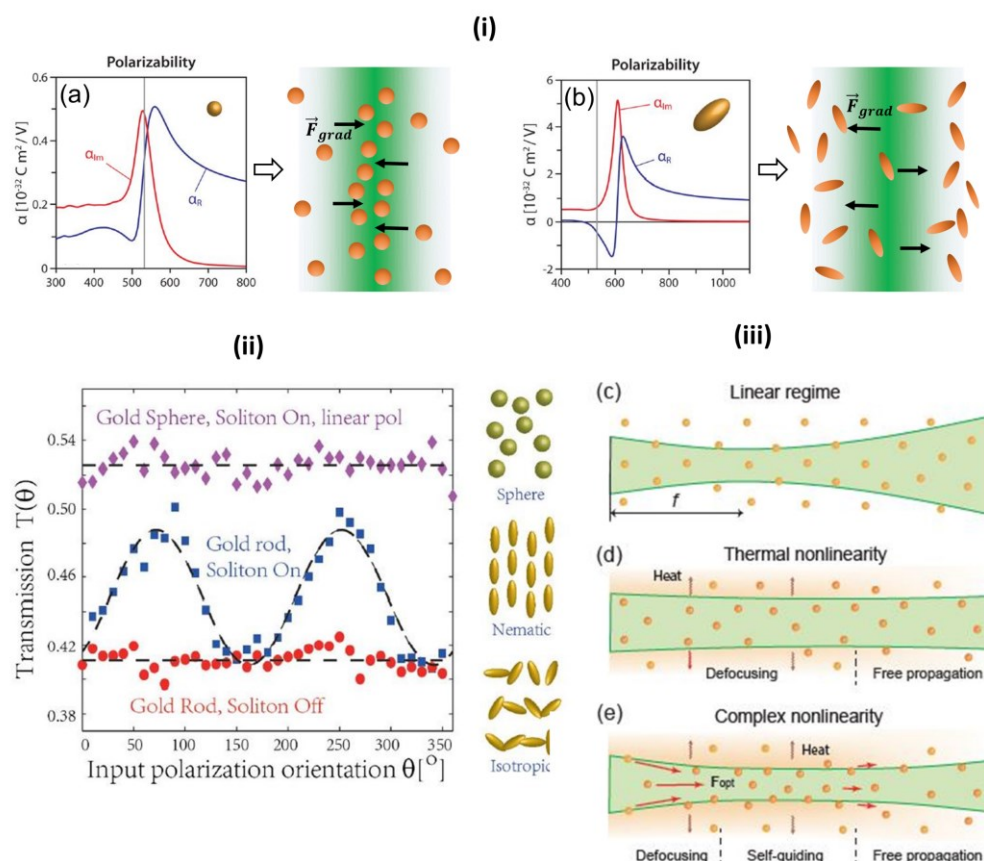 (i)
Polarizability
(a)
α [10-32 C m2/ V]
0.6
0.4
0.2
0
300 400 500 600 700 800
αIm
αR
F⃗grad
Polarizability
(b)
α [10-32 C m2/ V]
6
4
2
0
-2
400 600 800 1000
αIm
αR
F⃗grad
(ii)
Transmission T(θ)
0.54
0.50
0.46
0.42
0.38
Gold Sphere, Soliton On, linear pol
Gold rod,
Soliton On
Gold Rod, Soliton Off
0 50 100 150 200 250 300 350
Input polarization orientation θ[°]
Sphere
Nematic
Isotropic
(iii)
(c)
Linear regime
f
(d)
Thermal nonlinearity
Heat
Defocusing
Free propagation
(e)
Complex nonlinearity
Heat
Fopt
Defocusing
Self-guiding
Free propagation